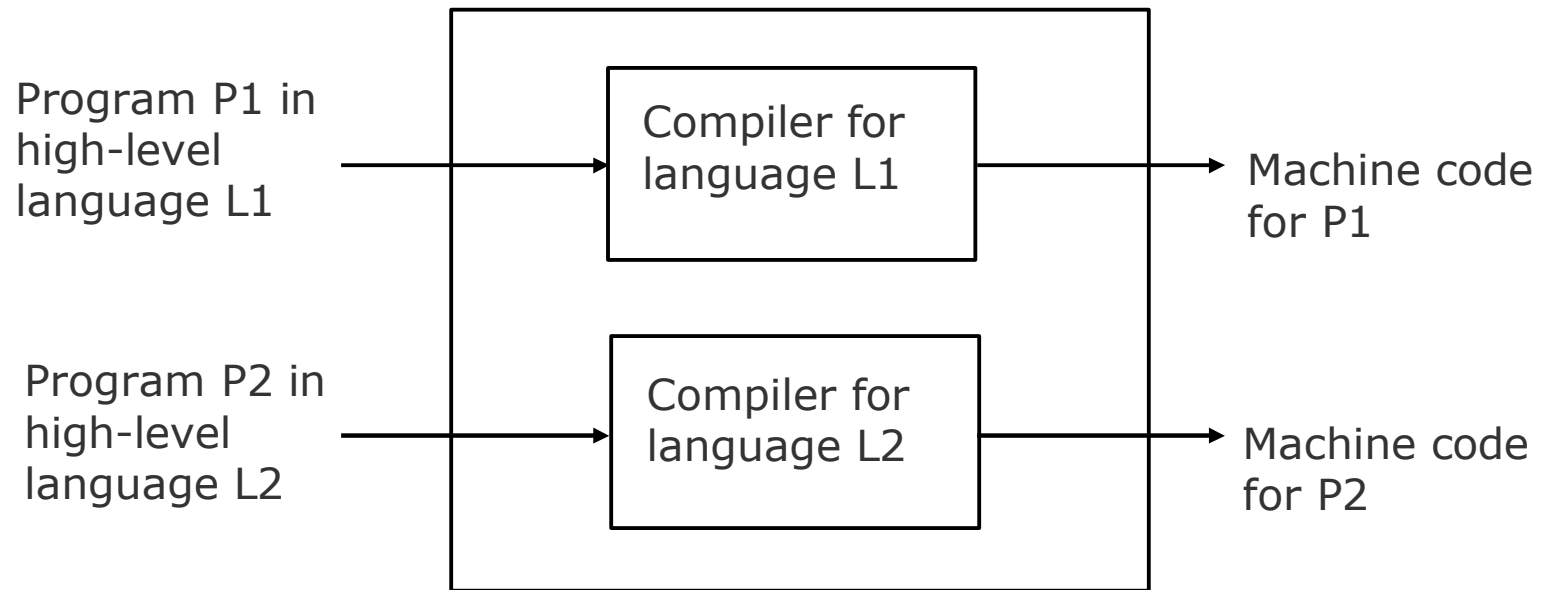 Program P1 in
high-level
language L1
Compiler for
language L1
Machine code
for P1
Program P2 in
high-level
language L2
Compiler for
language L2
Machine code
for P2